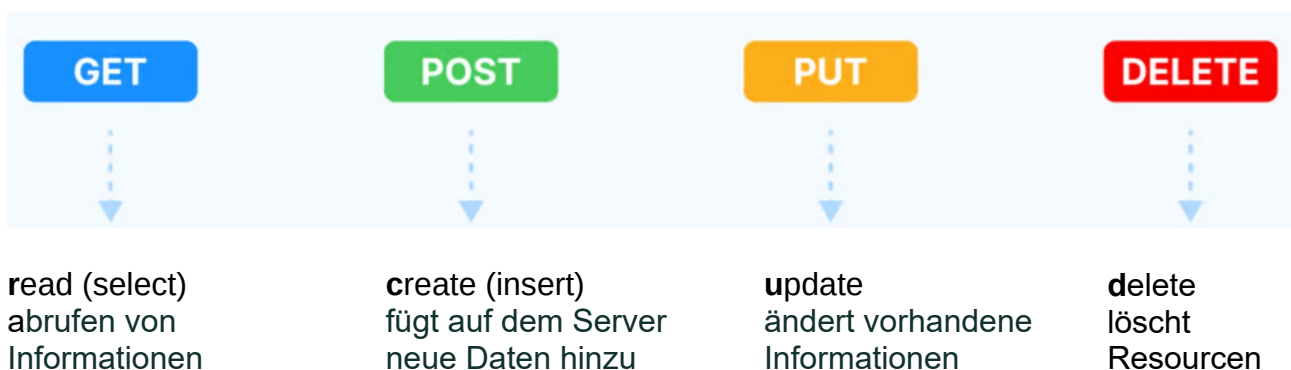 GET
POST
PUT
DELETE
read (select)
abrufen von
Informationen
create (insert)
fügt auf dem Server
neue Daten hinzu
update
ändert vorhandene
Informationen
delete
löscht
Resourcen